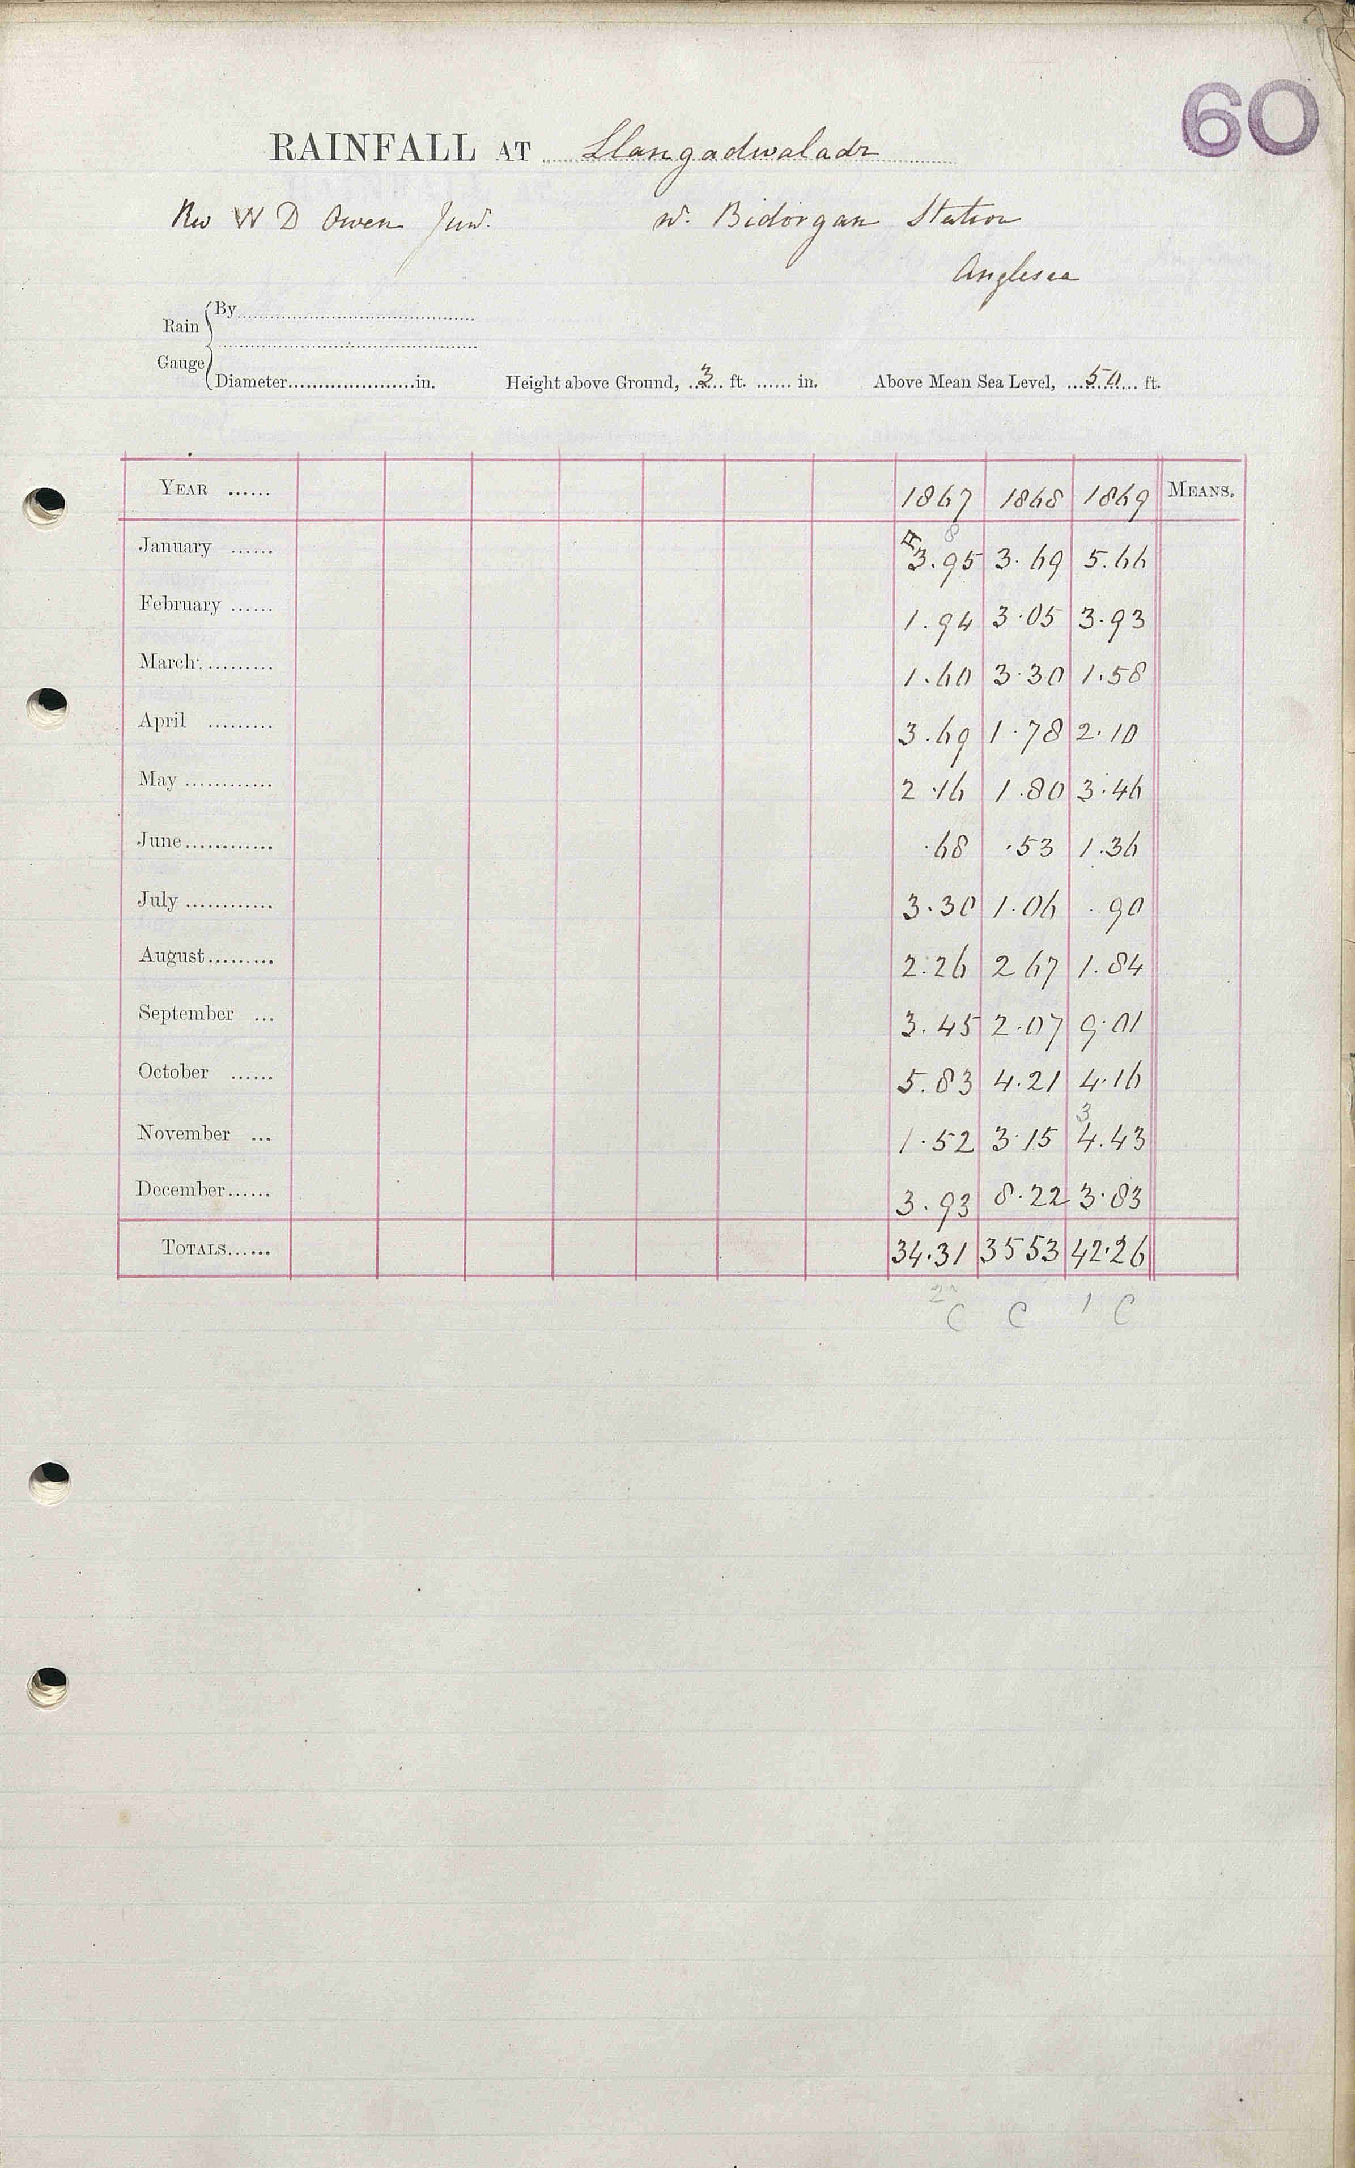 60
RAINFALL AT Llangadwaladr
Rev W D Owen Junr. nr. Bidorgan Station
Anglesea
Rain Gauge { By
Diameter in. Height above Ground, 3 ft. in. Above Mean Sea Level, 50 ft.
YEAR 1867 1868 1869 MEANS.
8
January 3.95 3.69 5.66
February 1.94 3.05 3.93
March 1.60 3.30 1.58
April 3.69 1.78 2.10
May 2.16 1.80 3.46
June .68 .53 1.36
July 3.30 1.06 .90
August 2.26 2 67 1.84
September 3.45 2.07 9.01
October 5.83 4.21 4.16
3
November 1.52 3.15 4.43
December 3.93 8.22 3.83
TOTALS 34.31 35 53 42.26
C C 1 C